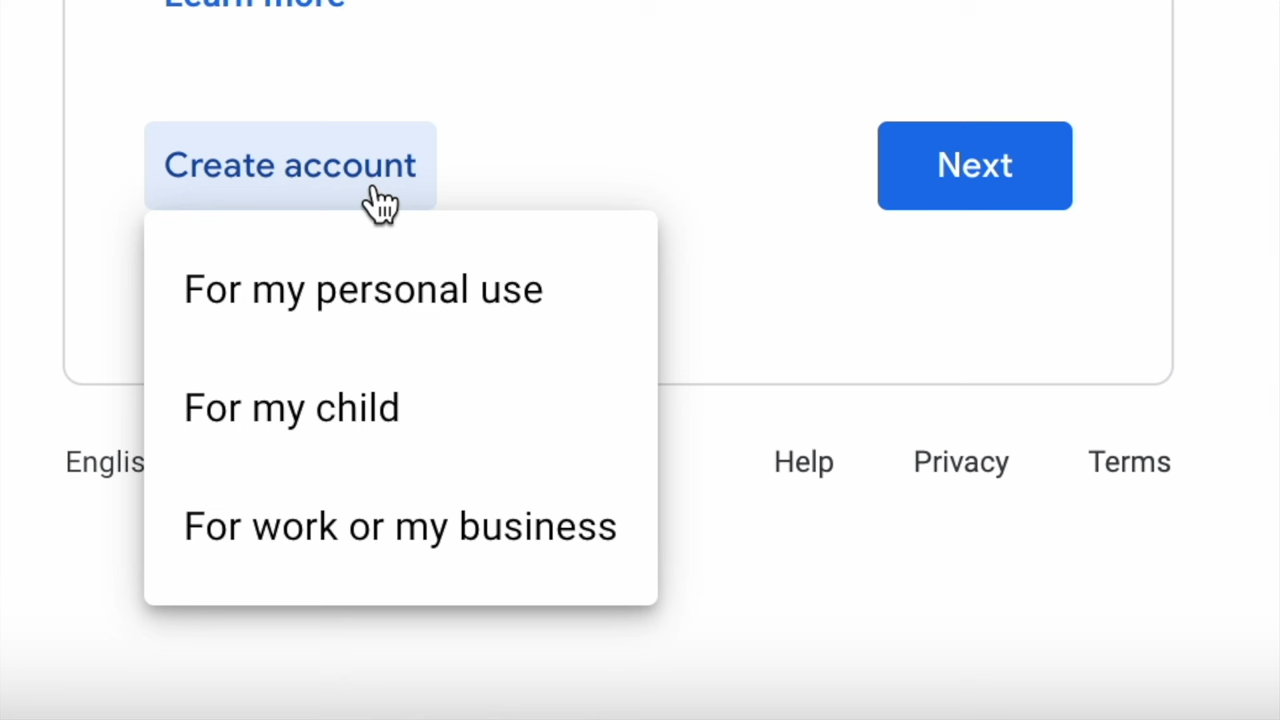 Learn more
Create account
Next
For my personal use
For my child
Englis
Help
Privacy
Terms
For work or my business